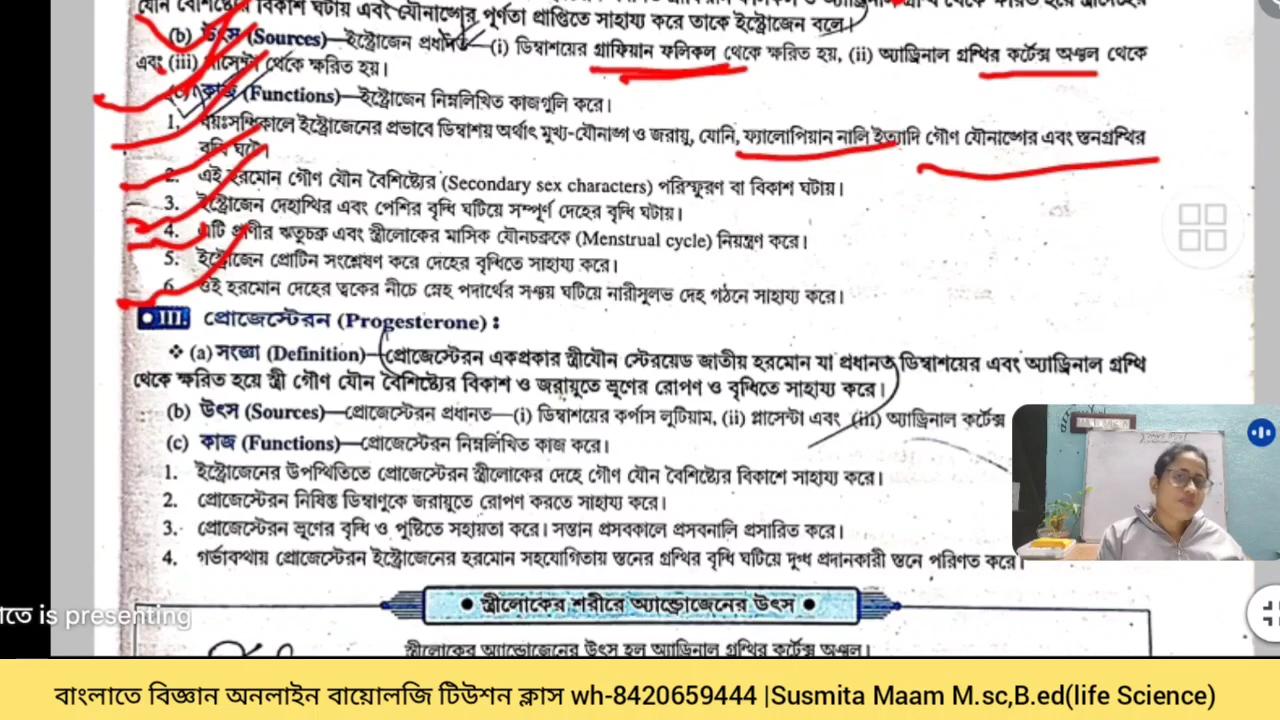 যৌন বৈশিষ্ট্যের বিকাশ ঘটায় এবং যৌনাঙ্গের পূর্ণতা প্রাপ্তিতে সাহায্য করে তাকে ইস্ট্রোজেন বলে।
(b) উৎস (Sources)—ইস্ট্রোজেন প্রধানত—(i) ডিম্বাশয়ের গ্রাফিয়ান ফলিকল থেকে ক্ষরিত হয়, (ii) অ্যাড্রিনাল গ্রন্থির কর্টেক্স অঞ্চল থেকে
এবং (iii) প্লাসেন্টা থেকে ক্ষরিত হয়।
(c) কাজ (Functions)—ইস্ট্রোজেন নিম্নলিখিত কাজগুলি করে।
1. বয়ঃসন্ধিকালে ইস্ট্রোজেনের প্রভাবে ডিম্বাশয় অর্থাৎ মুখ্য-যৌনাঙ্গ ও জরায়ু, যোনি, ফ্যালোপিয়ান নালি ইত্যাদি গৌণ যৌনাঙ্গের এবং স্তনগ্রন্থির
বৃদ্ধি ঘটে।
2. এই হরমোন গৌণ যৌন বৈশিষ্ট্যের (Secondary sex characters) পরিস্ফুরণ বা বিকাশ ঘটায়।
3. ইস্ট্রোজেন দেহাস্থির এবং পেশির বৃদ্ধি ঘটিয়ে সম্পূর্ণ দেহের বৃদ্ধি ঘটায়।
4. এটি প্রাণীর ঋতুচক্র এবং স্ত্রীলোকের মাসিক যৌনচক্রকে (Menstrual cycle) নিয়ন্ত্রণ করে।
5. ইস্ট্রোজেন প্রোটিন সংশ্লেষণ করে দেহের বৃদ্ধিতে সাহায্য করে।
6. এই হরমোন দেহের ত্বকের নীচে স্নেহ পদার্থের সঞ্চয় ঘটিয়ে নারীসুলভ দেহ গঠনে সাহায্য করে।
● III. প্রোজেস্টেরন (Progesterone) :
❖ (a) সংজ্ঞা (Definition)—প্রোজেস্টেরন একপ্রকার স্ত্রীযৌন স্টেরয়েড জাতীয় হরমোন যা প্রধানত ডিম্বাশয়ের এবং অ্যাড্রিনাল গ্রন্থি
থেকে ক্ষরিত হয়ে স্ত্রী গৌণ যৌন বৈশিষ্ট্যের বিকাশ ও জরায়ুতে ভ্রূণের রোপণ ও বৃদ্ধিতে সাহায্য করে।
(b) উৎস (Sources)—প্রোজেস্টেরন প্রধানত—(i) ডিম্বাশয়ের কর্পাস লুটিয়াম, (ii) প্লাসেন্টা এবং (iii) অ্যাড্রিনাল কর্টেক্স
(c) কাজ (Functions)—প্রোজেস্টেরন নিম্নলিখিত কাজ করে।
1. ইস্ট্রোজেনের উপস্থিতিতে প্রোজেস্টেরন স্ত্রীলোকের দেহে গৌণ যৌন বৈশিষ্ট্যের বিকাশে সাহায্য করে।
2. প্রোজেস্টেরন নিষিক্ত ডিম্বাণুকে জরায়ুতে রোপণ করতে সাহায্য করে।
3. প্রোজেস্টেরন ভ্রূণের বৃদ্ধি ও পুষ্টিতে সহায়তা করে। সন্তান প্রসবকালে প্রসবনালি প্রসারিত করে।
4. গর্ভাবস্থায় প্রোজেস্টেরন ইস্ট্রোজেনের হরমোন সহযোগিতায় স্তনের গ্রন্থির বৃদ্ধি ঘটিয়ে দুগ্ধ প্রদানকারী স্তনে পরিণত করে।
● স্ত্রীলোকের শরীরে অ্যান্ড্রোজেনের উৎস ●
াতে is presenting
স্ত্রীলোকের অ্যান্ড্রোজেনের উৎস হল অ্যাড্রিনাল গ্রন্থির কর্টেক্স অঞ্চল।
বাংলাতে বিজ্ঞান অনলাইন বায়োলজি টিউশন ক্লাস wh-8420659444 |Susmita Maam M.sc,B.ed(life Science)